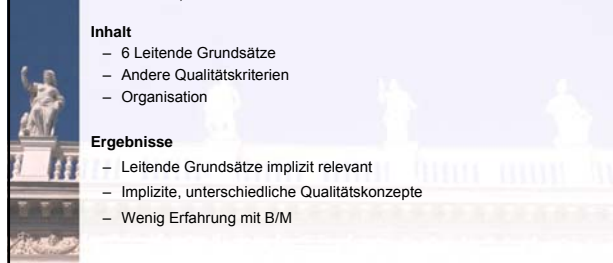 Inhalt
– 6 Leitende Grundsätze
– Andere Qualitätskriterien
– Organisation
Ergebnisse
– Leitende Grundsätze implizit relevant
– Implizite, unterschiedliche Qualitätskonzepte
– Wenig Erfahrung mit B/M